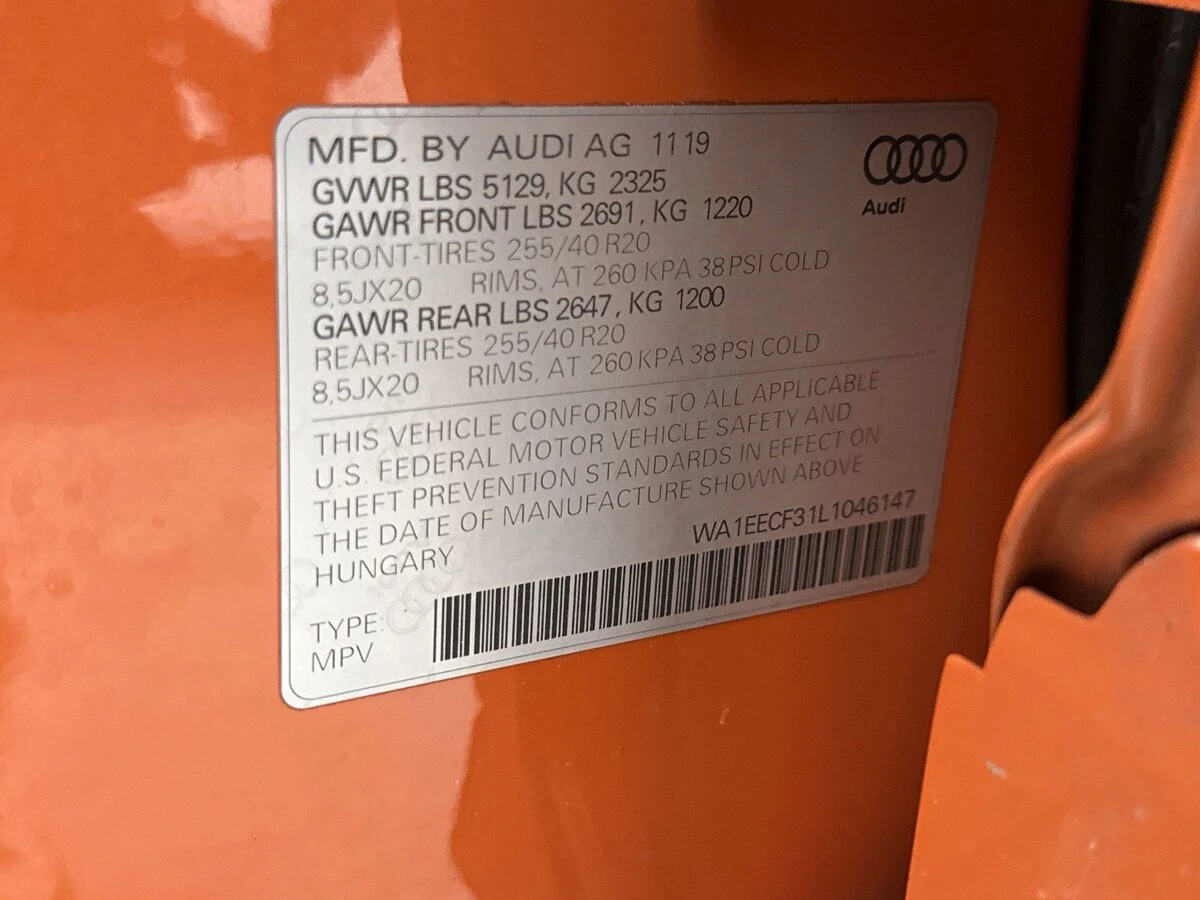 MFD. BY AUDI AG 11 19
GVWR LBS 5129, KG 2325
GAWR FRONT LBS 2691, KG 1220
FRONT-TIRES 255/40 R20
8,5JX20 RIMS, AT 260 KPA 38 PSI COLD
GAWR REAR LBS 2647, KG 1200
REAR-TIRES 255/40 R20
8,5JX20 RIMS, AT 260 KPA 38 PSI COLD
Audi
THIS VEHICLE CONFORMS TO ALL APPLICABLE
U.S. FEDERAL MOTOR VEHICLE SAFETY AND
THEFT PREVENTION STANDARDS IN EFFECT ON
THE DATE OF MANUFACTURE SHOWN ABOVE
HUNGARY
WA1EECF31L1046147
TYPE:
MPV